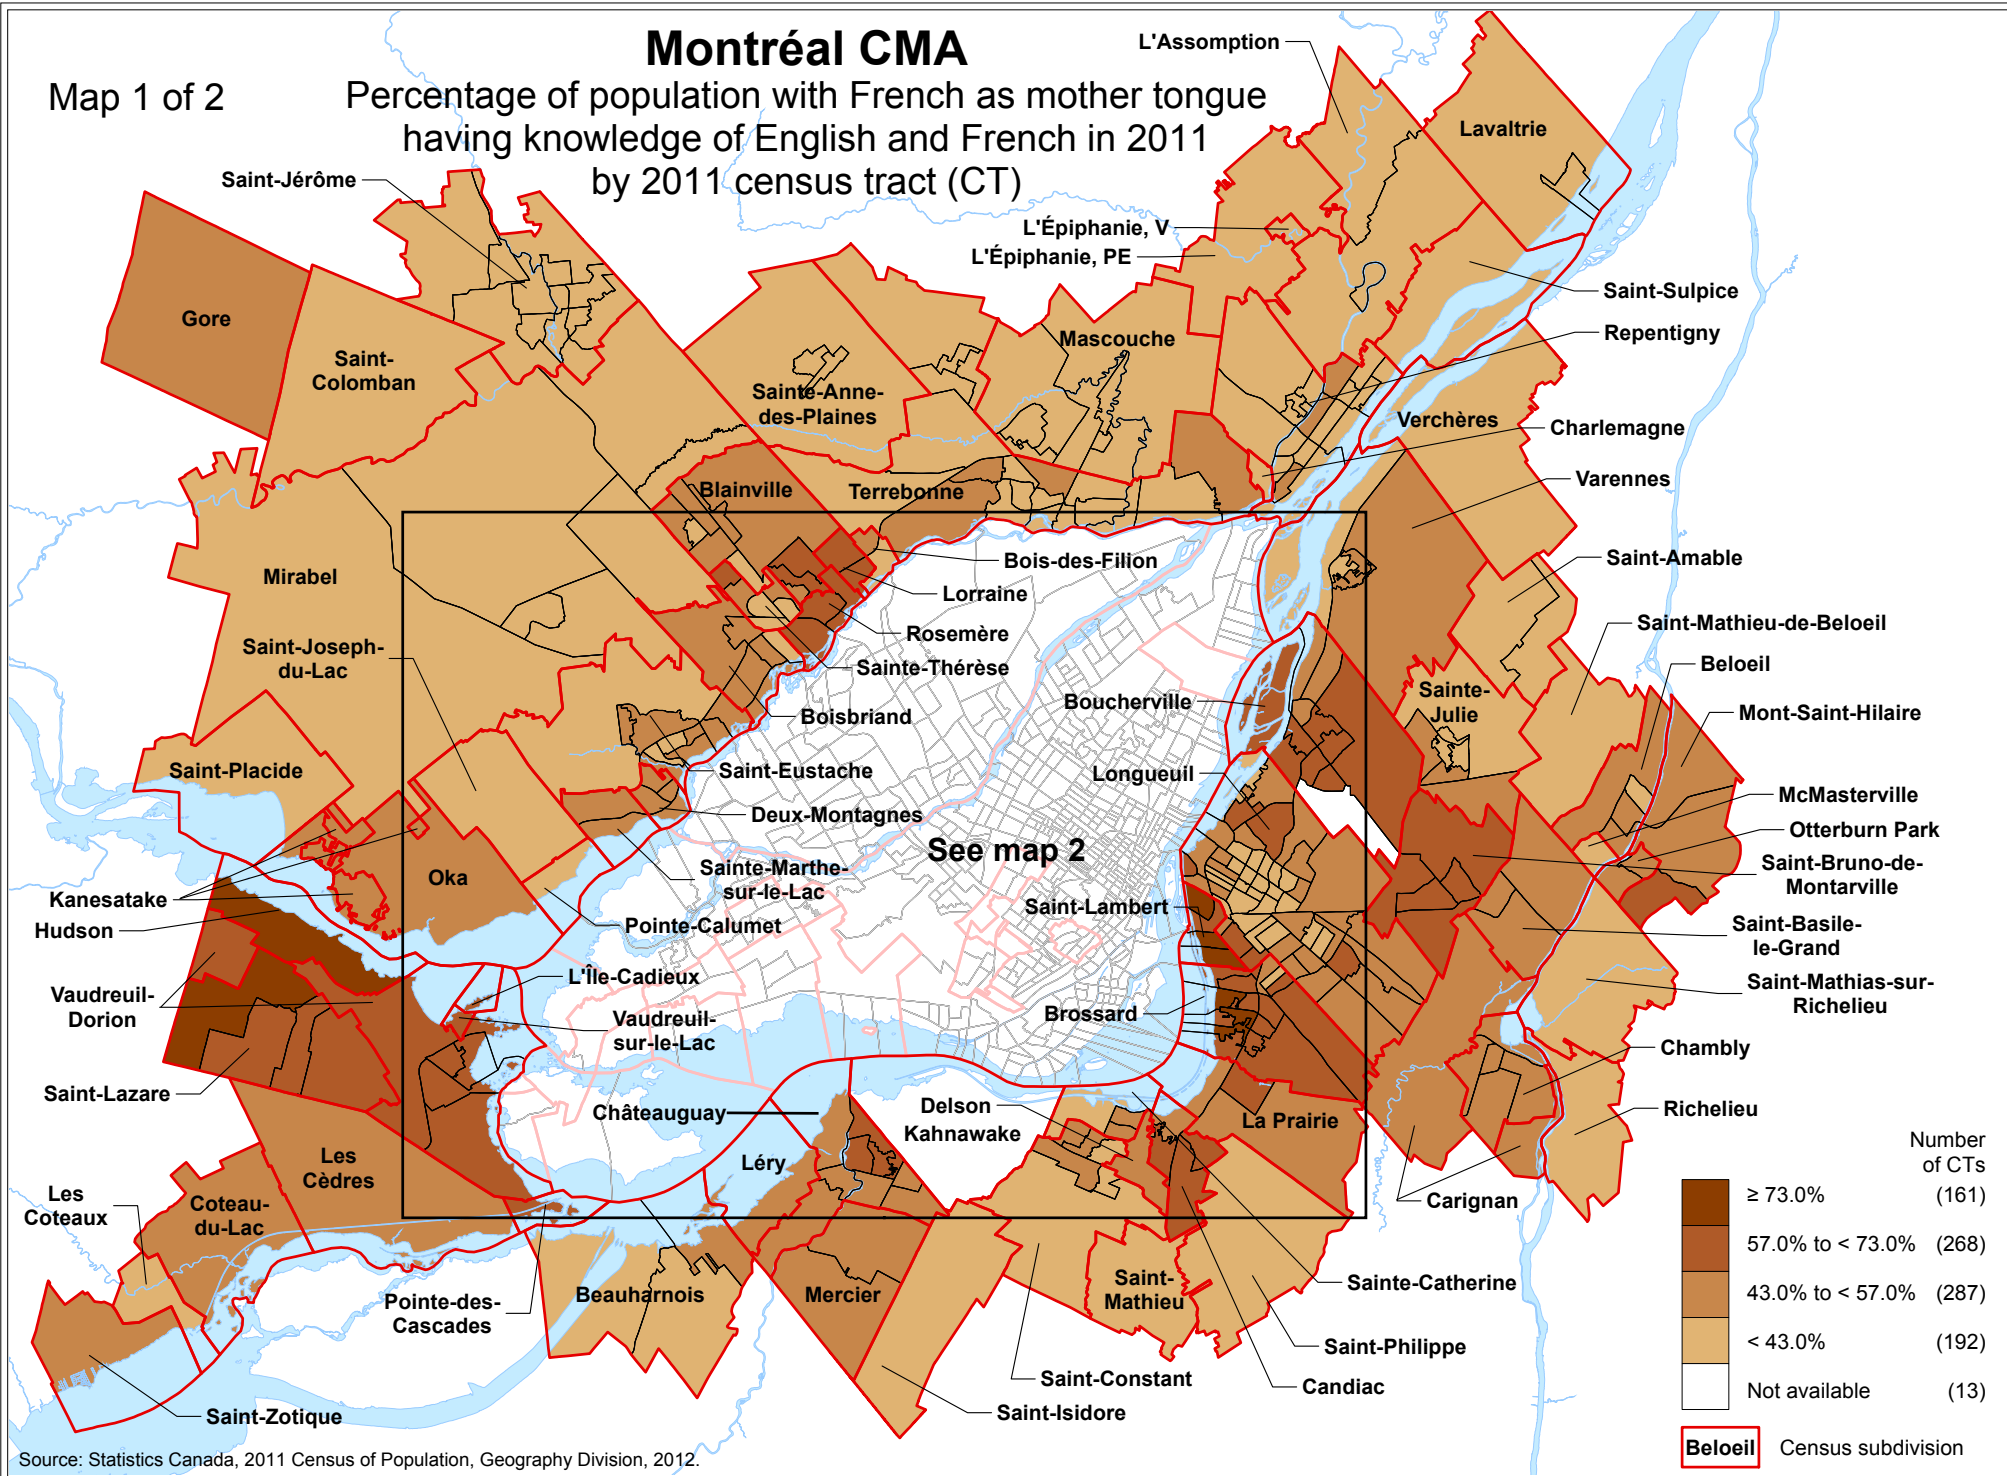 Montréal CMA
Map 1 of 2
Percentage of population with French as mother tongue
having knowledge of English and French in 2011
by 2011 census tract (CT)
L'Assomption
Lavaltrie
Saint-Jérôme
L'Épiphanie, V
L'Épiphanie, PE
Saint-Sulpice
Gore
Repentigny
Saint-
Colomban
Mascouche
Sainte-Anne-
des-Plaines
Verchères
Charlemagne
Varennes
Blainville
Terrebonne
Saint-Amable
Bois-des-Filion
Mirabel
Lorraine
Saint-Mathieu-de-Beloeil
Rosemère
Saint-Joseph-
du-Lac
Sainte-Thérèse
Beloeil
Boucherville
Sainte-
Julie
Mont-Saint-Hilaire
Boisbriand
Saint-Placide
Saint-Eustache
Longueuil
McMasterville
Deux-Montagnes
Otterburn Park
See map 2
Saint-Bruno-de-
Montarville
Oka
Sainte-Marthe-
sur-le-Lac
Kanesatake
Saint-Lambert
Hudson
Pointe-Calumet
Saint-Basile-
le-Grand
L'Île-Cadieux
Saint-Mathias-sur-
Richelieu
Vaudreuil-
Dorion
Vaudreuil-
sur-le-Lac
Brossard
Chambly
Saint-Lazare
Châteauguay
Delson
Kahnawake
La Prairie
Richelieu
Les
Cèdres
Léry
Les
Coteaux
Coteau-
du-Lac
Carignan
Sainte-Catherine
Saint-
Mathieu
Beauharnois
Mercier
Pointe-des-
Cascades
Saint-Philippe
Saint-Constant
Candiac
Saint-Isidore
Saint-Zotique
Number
of CTs
≥ 73.0% (161)
57.0% to < 73.0% (268)
43.0% to < 57.0% (287)
< 43.0% (192)
Not available (13)
Beloeil Census subdivision
Source: Statistics Canada, 2011 Census of Population, Geography Division, 2012.